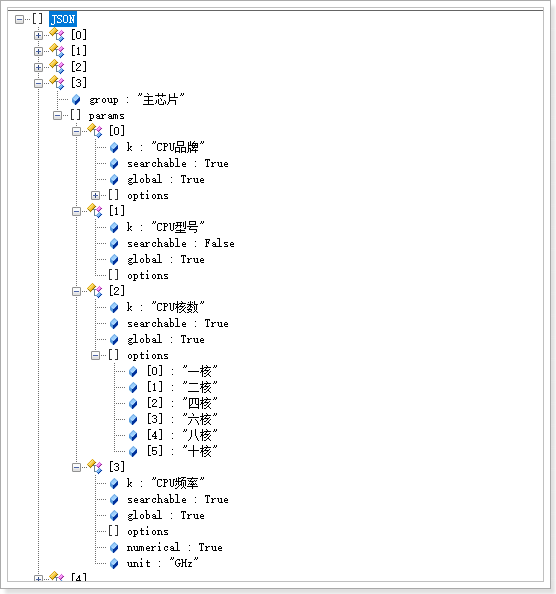 [] JSON
[0]
[1]
[2]
[3]
group : "主芯片"
[] params
[0]
k : "CPU品牌"
searchable : True
global : True
[] options
[1]
k : "CPU型号"
searchable : False
global : True
[] options
[2]
k : "CPU核数"
searchable : True
global : True
[] options
[0] : "一核"
[1] : "二核"
[2] : "四核"
[3] : "六核"
[4] : "八核"
[5] : "十核"
[3]
k : "CPU频率"
searchable : True
global : True
[] options
numerical : True
unit : "GHz"
[4]